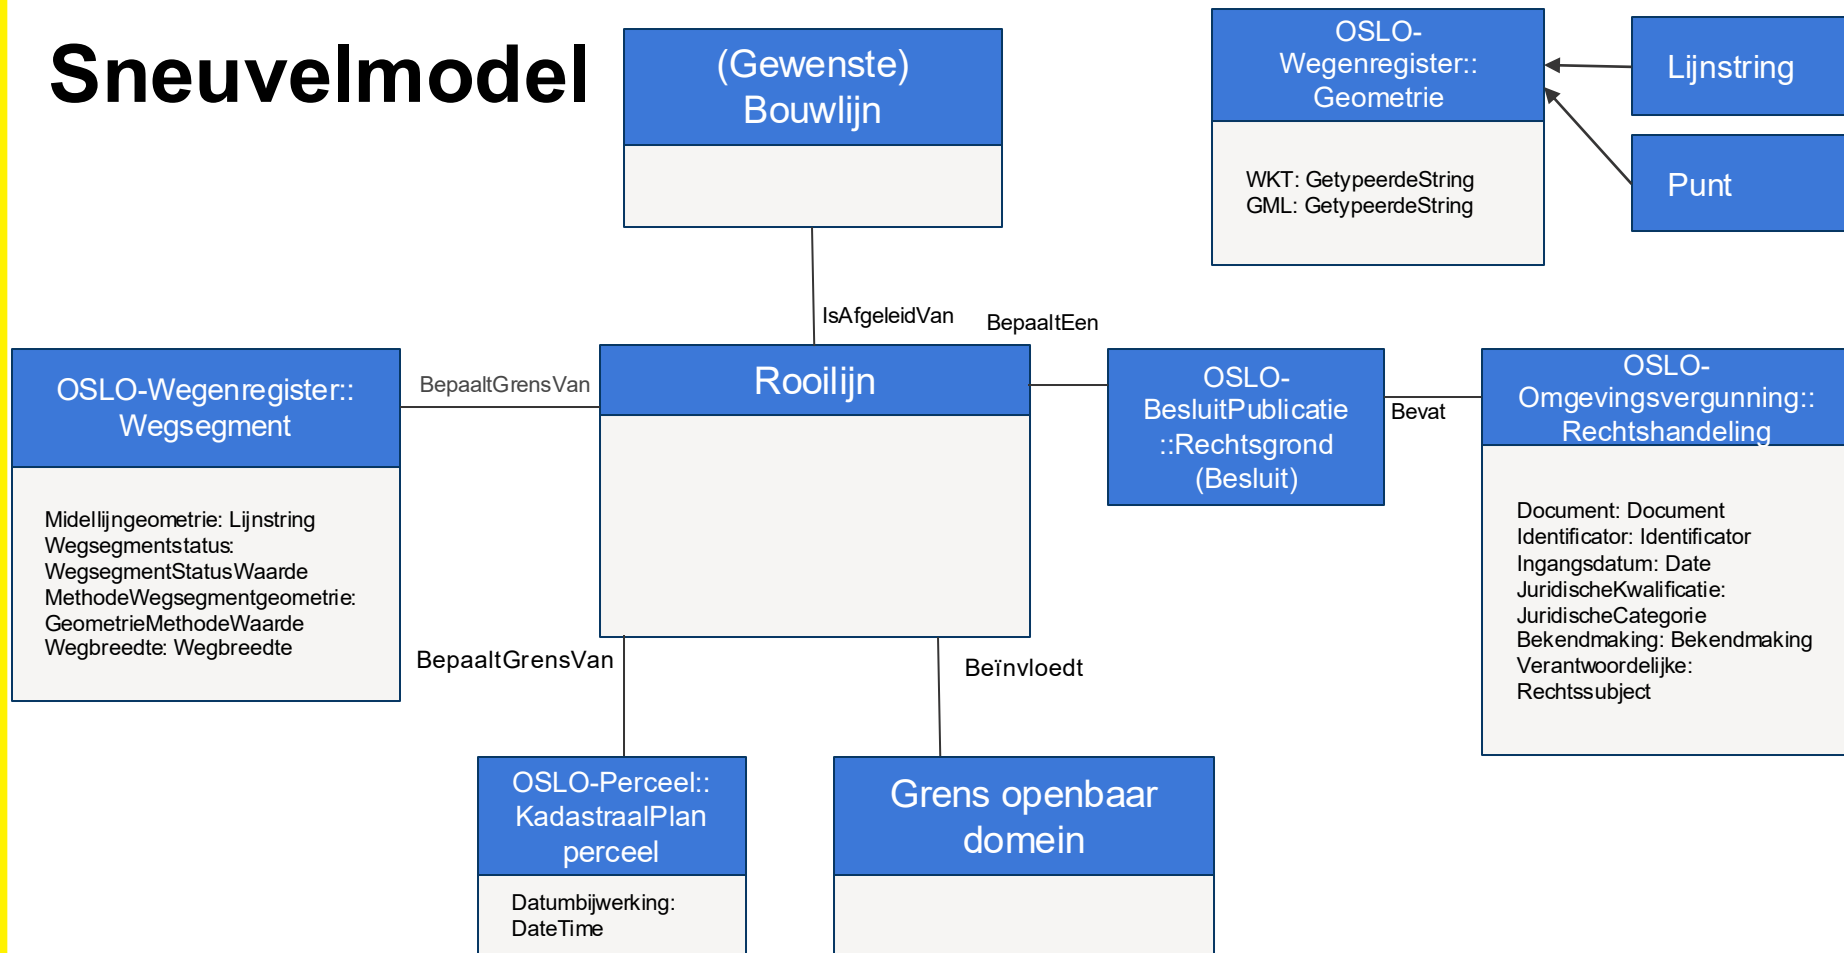 Sneuvelmodel
(Gewenste)
Bouwlijn
OSLO-
Wegenregister::
Geometrie
WKT: GetypeerdeString
GML: GetypeerdeString
Lijnstring
Punt
IsAfgeleidVan
BepaaltEen
BepaaltGrensVan
OSLO-Wegenregister::
Wegsegment
Midellijngeometrie: Lijnstring
Wegsegmentstatus:
WegsegmentStatusWaarde
MethodeWegsegmentgeometrie:
GeometrieMethodeWaarde
Wegbreedte: Wegbreedte
Rooilijn
OSLO-
BesluitPublicatie
::Rechtsgrond
(Besluit)
Bevat
OSLO-
Omgevingsvergunning::
Rechtshandeling
Document: Document
Identificator: Identificator
Ingangsdatum: Date
JuridischeKwalificatie:
JuridischeCategorie
Bekendmaking: Bekendmaking
Verantwoordelijke:
Rechtssubject
BepaaltGrensVan
Beïnvloedt
OSLO-Perceel::
KadastraalPlan
perceel
Datumbijwerking:
DateTime
Grens openbaar
domein